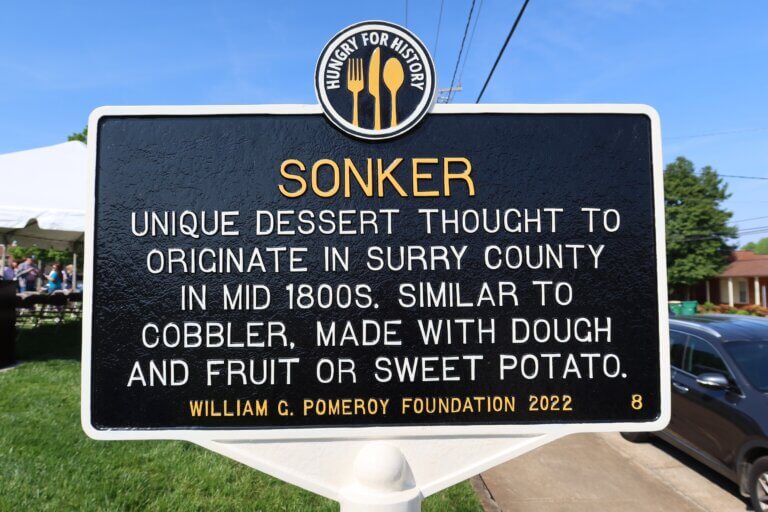 HUNGRY FOR HISTORY
SONKER
UNIQUE DESSERT THOUGHT TO
ORIGINATE IN SURRY COUNTY
IN MID 1800S. SIMILAR TO
COBBLER, MADE WITH DOUGH
AND FRUIT OR SWEET POTATO.
WILLIAM G. POMEROY FOUNDATION 2022 8